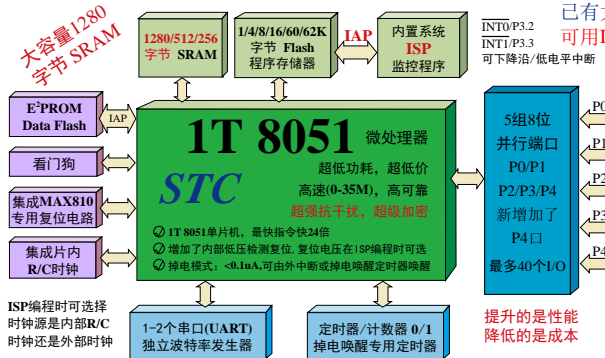 大容量1280
字节 SRAM
1280/512/256
字节 SRAM
1/4/8/16/60/62K
字节 Flash
程序存储器
IAP
内置系统
ISP
监控程序
INT0/P3.2
INT1/P3.3
可下降沿/低电平中断
已有
可用
E²PROM
Data Flash
IAP
看门狗
集成MAX810
专用复位电路
集成片内
R/C时钟
ISP编程时可选择
时钟源是内部R/C
时钟还是外部时钟
1T 8051 微处理器
STC
超低功耗，超低价
高速(0-35M)，高可靠
超强抗干扰，超级加密
1T 8051单片机，最快指令快24倍
增加了内部低压检测复位, 复位电压在ISP编程时可选
掉电模式：<0.1uA,可由外中断或掉电唤醒定时器唤醒
1-2个串口(UART)
独立波特率发生器
定时器/计数器 0/1
掉电唤醒专用定时器
5组8位
并行端口
P0/P1
P2/P3/P4
新增加了
P4口
最多40个I/O
P0
P1
P2
P3
P4
提升的是性能
降低的是成本